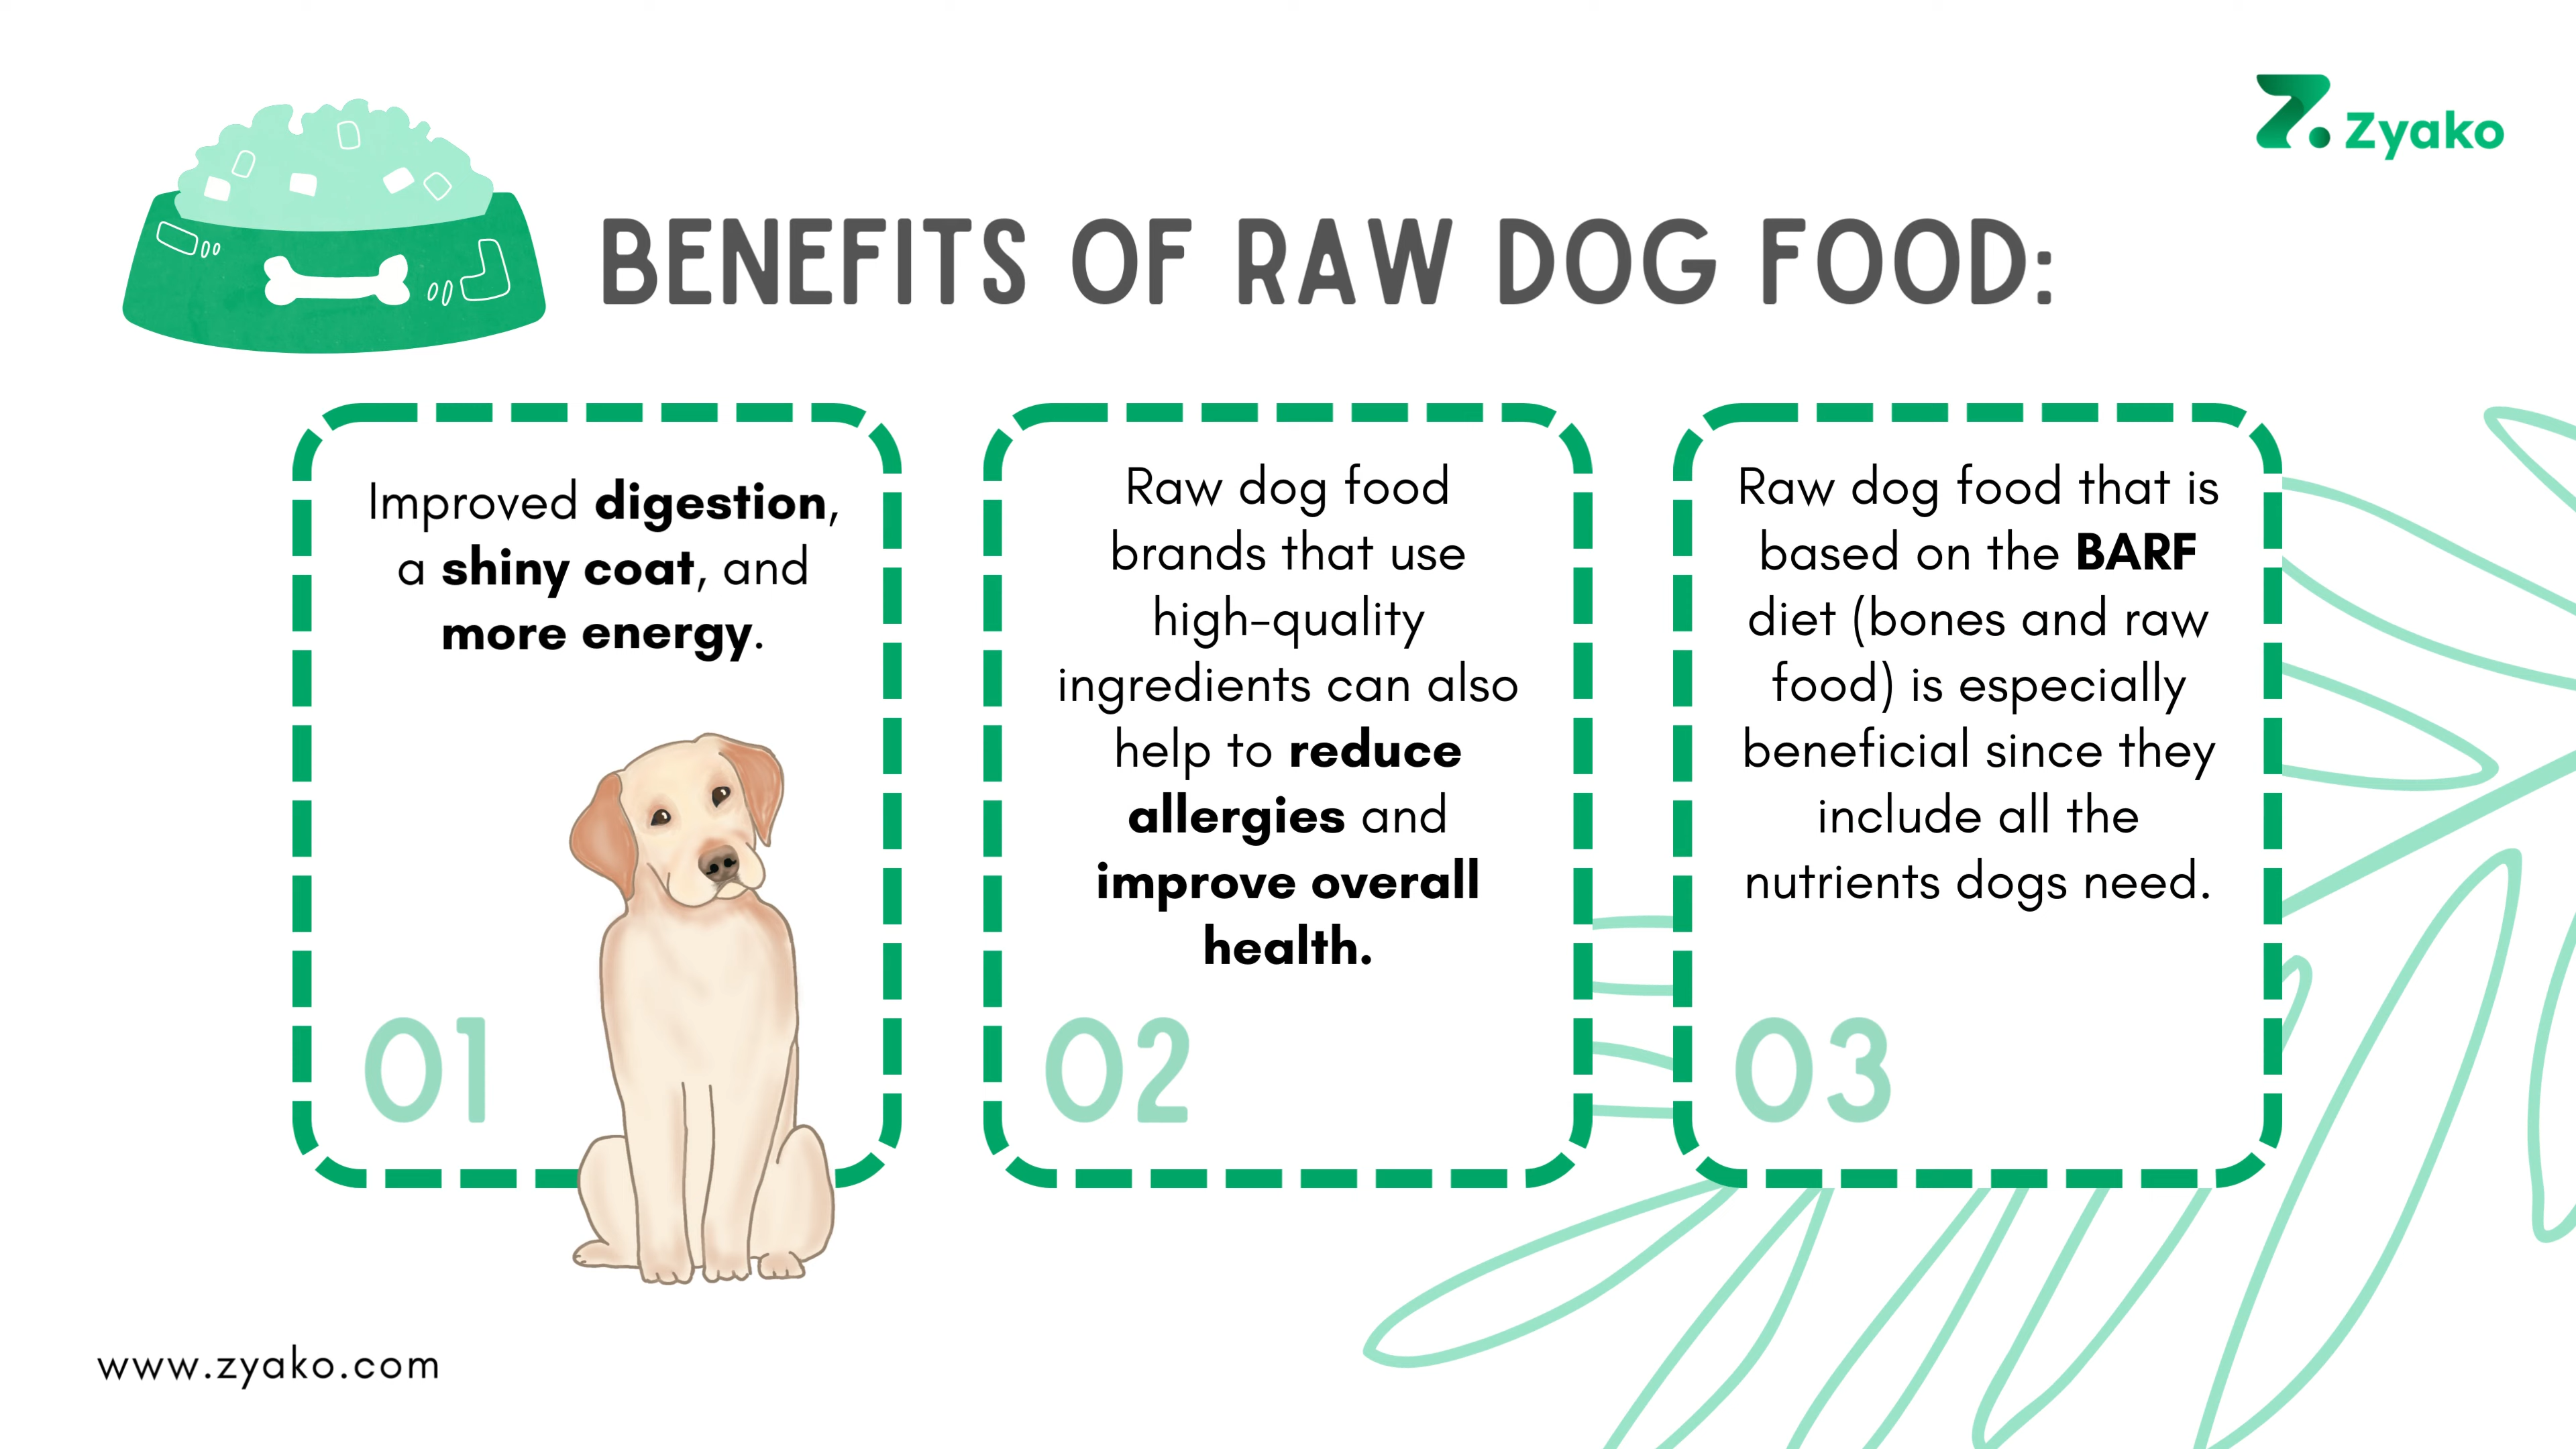 Zyako
BENEFITS OF RAW DOG FOOD:
Improved digestion,
a shiny coat, and
more energy.
01
Raw dog food
brands that use
high-quality
ingredients can also
help to reduce
allergies and
improve overall
health.
02
Raw dog food that is
based on the BARF
diet (bones and raw
food) is especially
beneficial since they
include all the
nutrients dogs need.
03
www.zyako.com